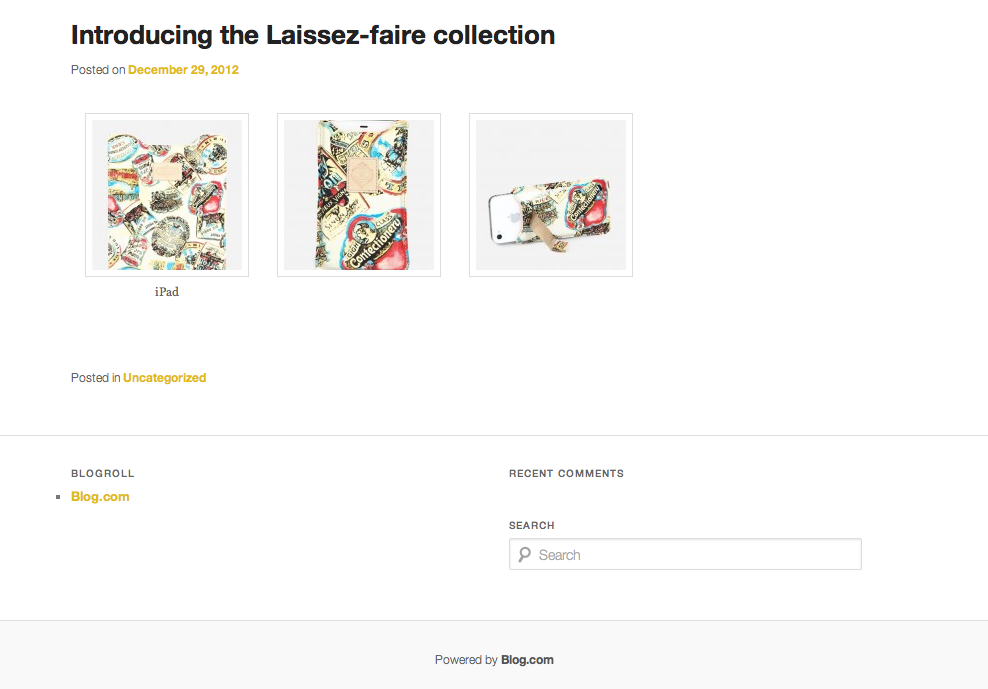 Introducing the Laissez-faire collection
Posted on December 29, 2012
Confectionery
iPad
Posted in Uncategorized
BLOGROLL
Blog.com
RECENT COMMENTS
SEARCH
Search
Powered by Blog.com